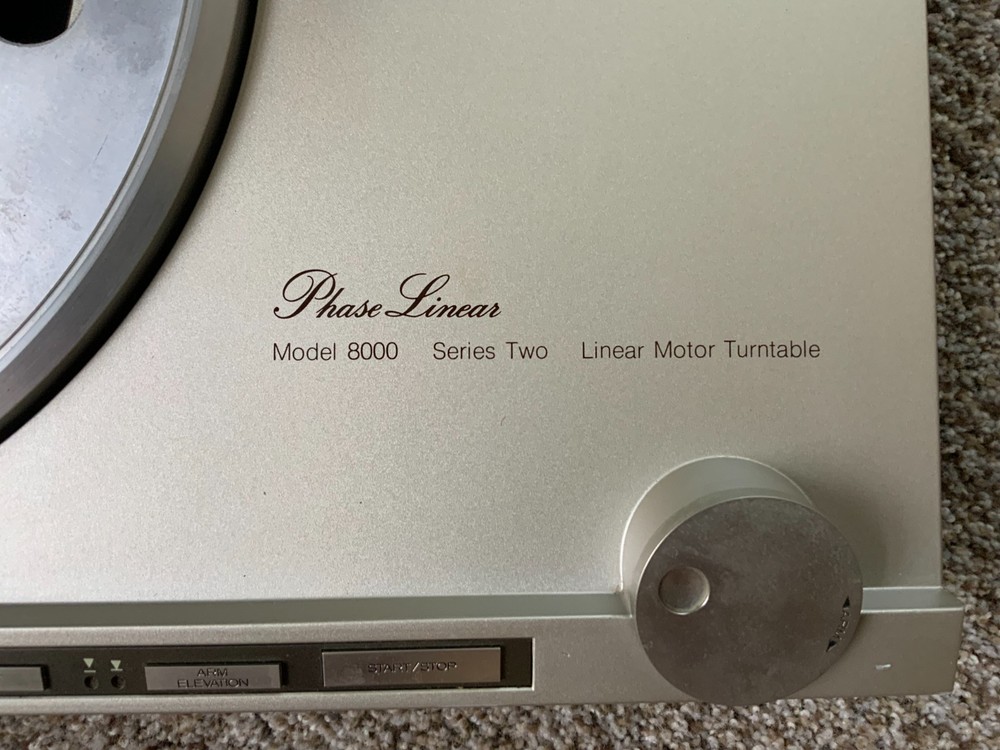 Phase Linear
Model 8000 Series Two Linear Motor Turntable
ARM
ELEVATION
START/STOP